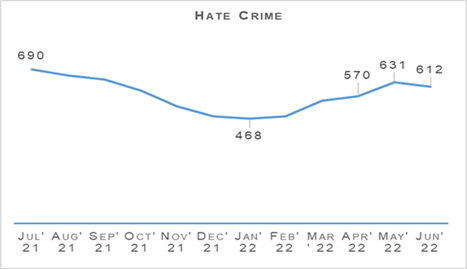 HATE CRIME
690
468
570
631
612
JUL' AUG' SEP' OCT' NOV' DEC' JAN' FEB' MAR APR' MAY' JUN'
21 21 21 21 21 21 22 22 ' 22 22 22 22